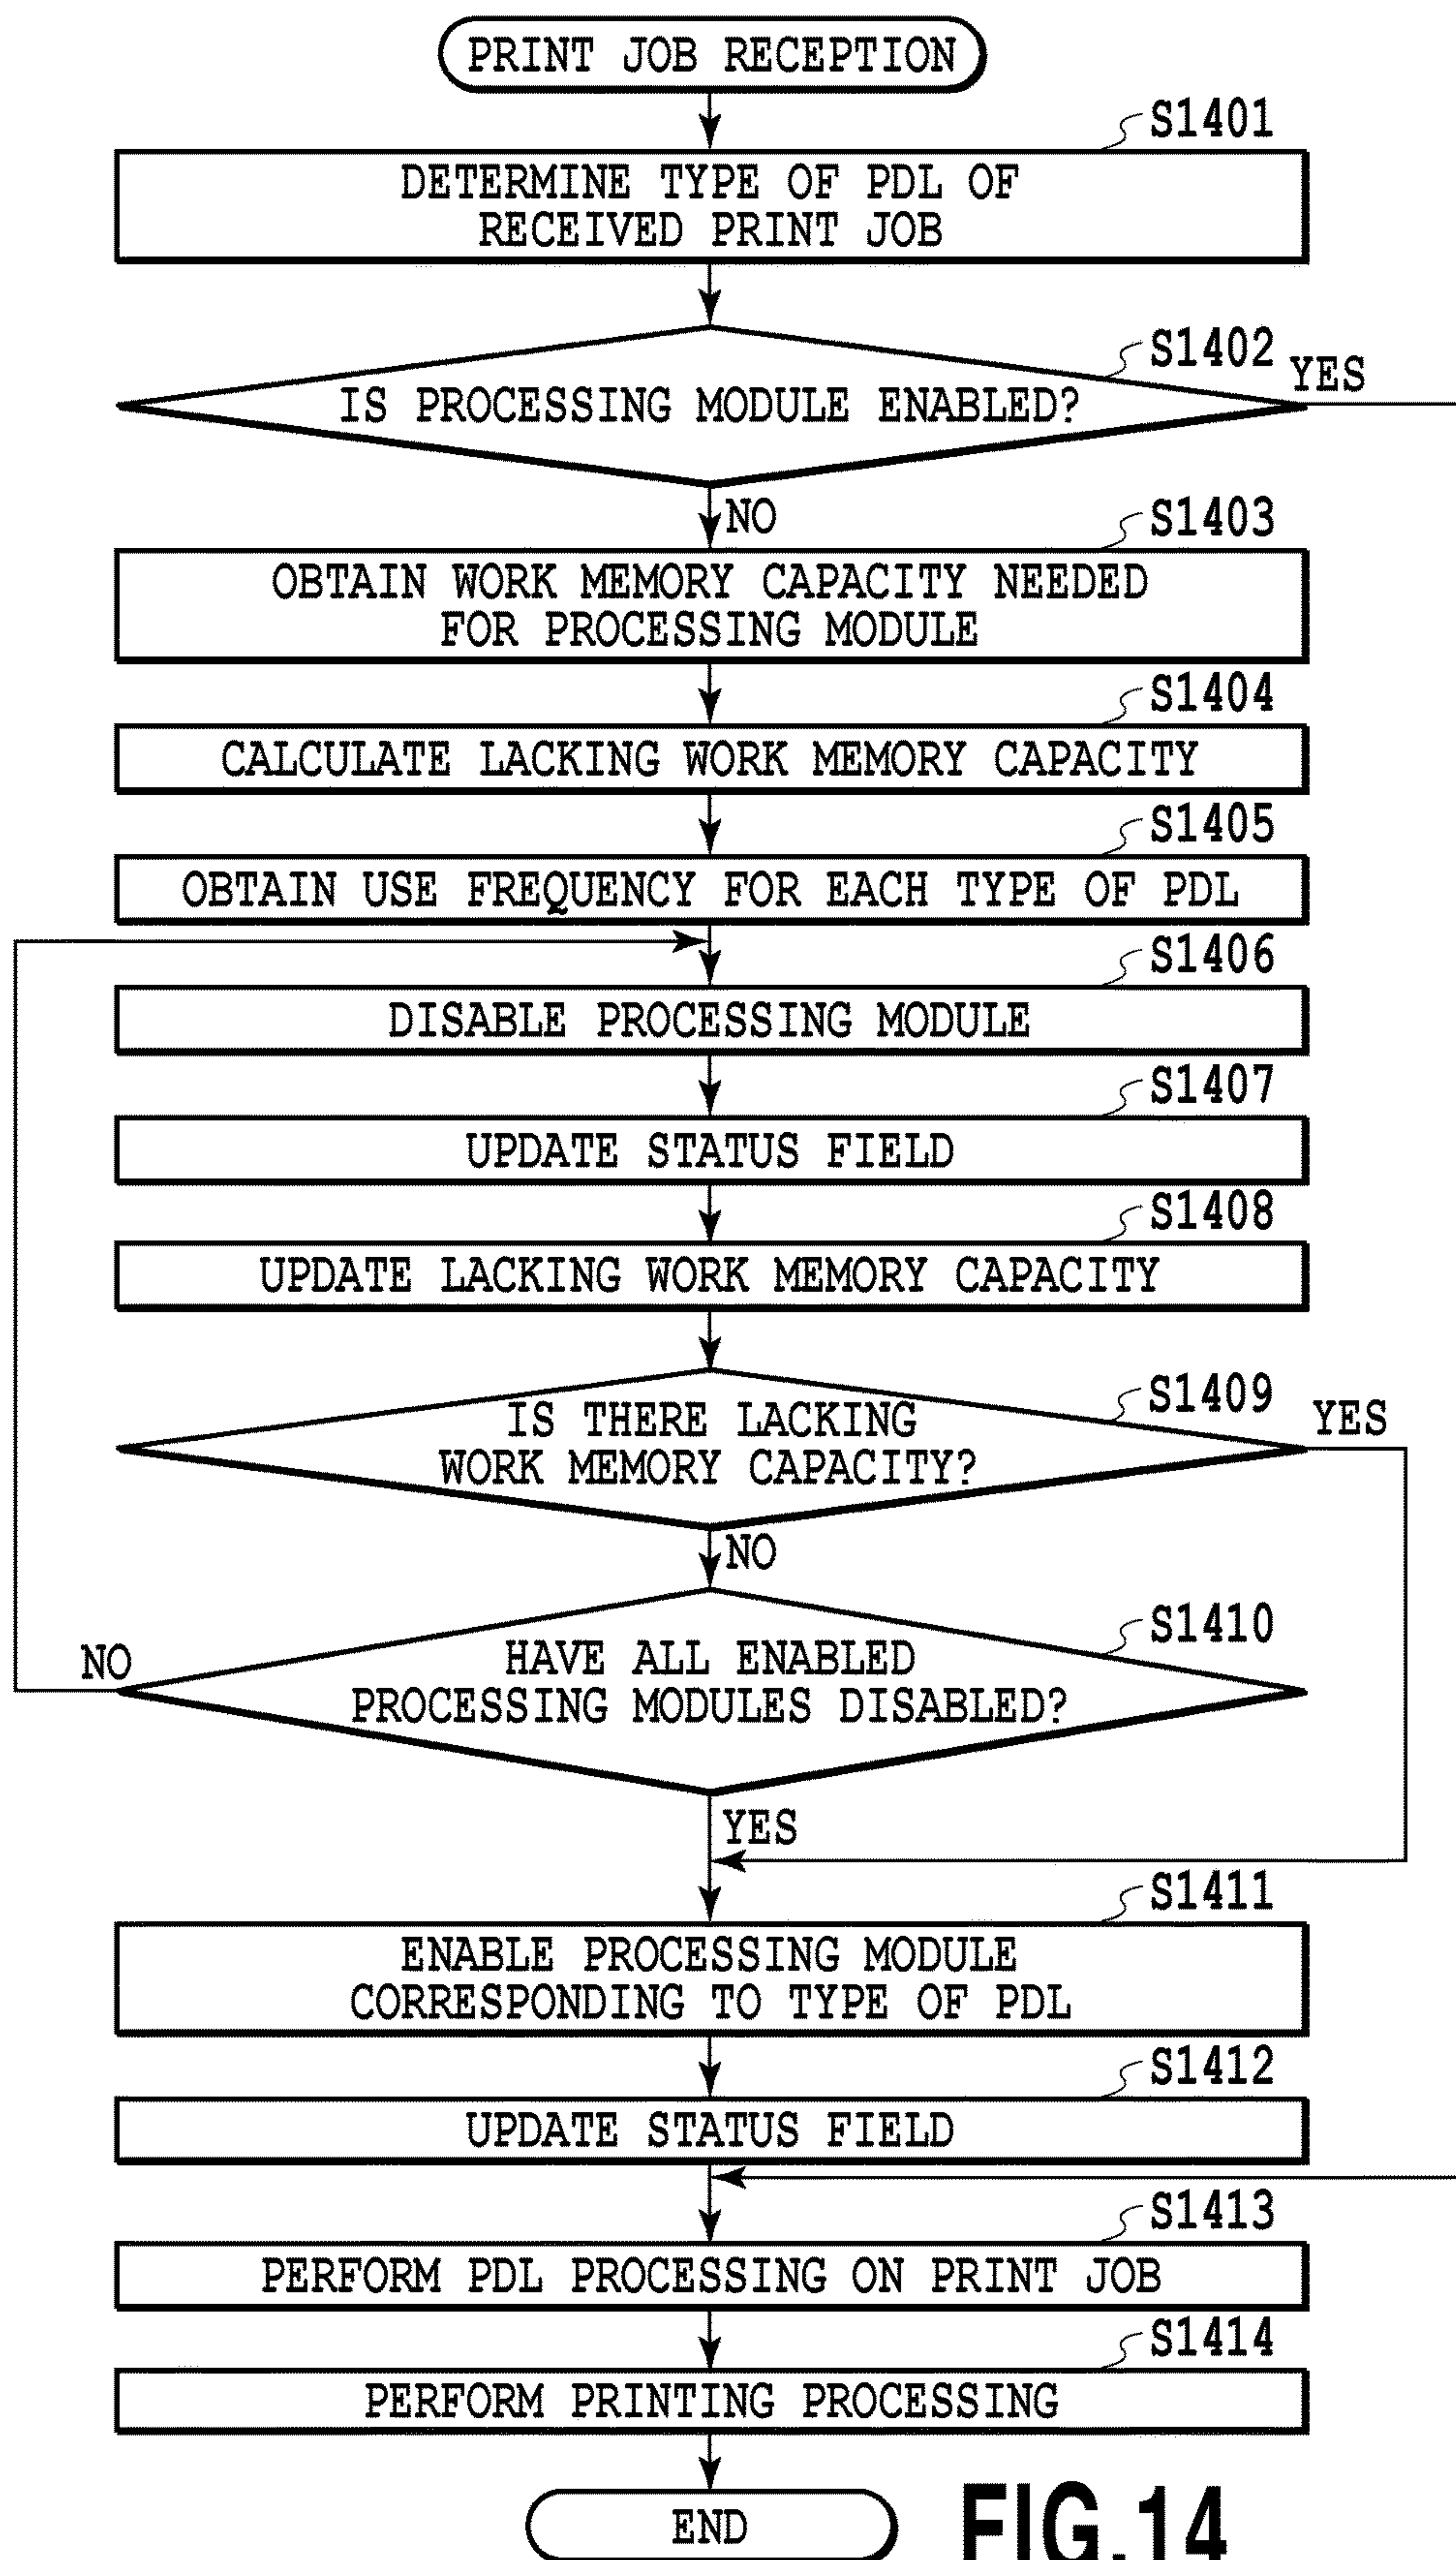 PRINT JOB RECEPTION
S1401
DETERMINE TYPE OF PDL OF
RECEIVED PRINT JOB
S1402
YES
IS PROCESSING MODULE ENABLED?
NO
S1403
OBTAIN WORK MEMORY CAPACITY NEEDED
FOR PROCESSING MODULE
S1404
CALCULATE LACKING WORK MEMORY CAPACITY
S1405
OBTAIN USE FREQUENCY FOR EACH TYPE OF PDL
S1406
DISABLE PROCESSING MODULE
S1407
UPDATE STATUS FIELD
S1408
UPDATE LACKING WORK MEMORY CAPACITY
S1409
YES
IS THERE LACKING
WORK MEMORY CAPACITY?
NO
S1410
NO
HAVE ALL ENABLED
PROCESSING MODULES DISABLED?
YES
S1411
ENABLE PROCESSING MODULE
CORRESPONDING TO TYPE OF PDL
S1412
UPDATE STATUS FIELD
S1413
PERFORM PDL PROCESSING ON PRINT JOB
S1414
PERFORM PRINTING PROCESSING
END
FIG.14